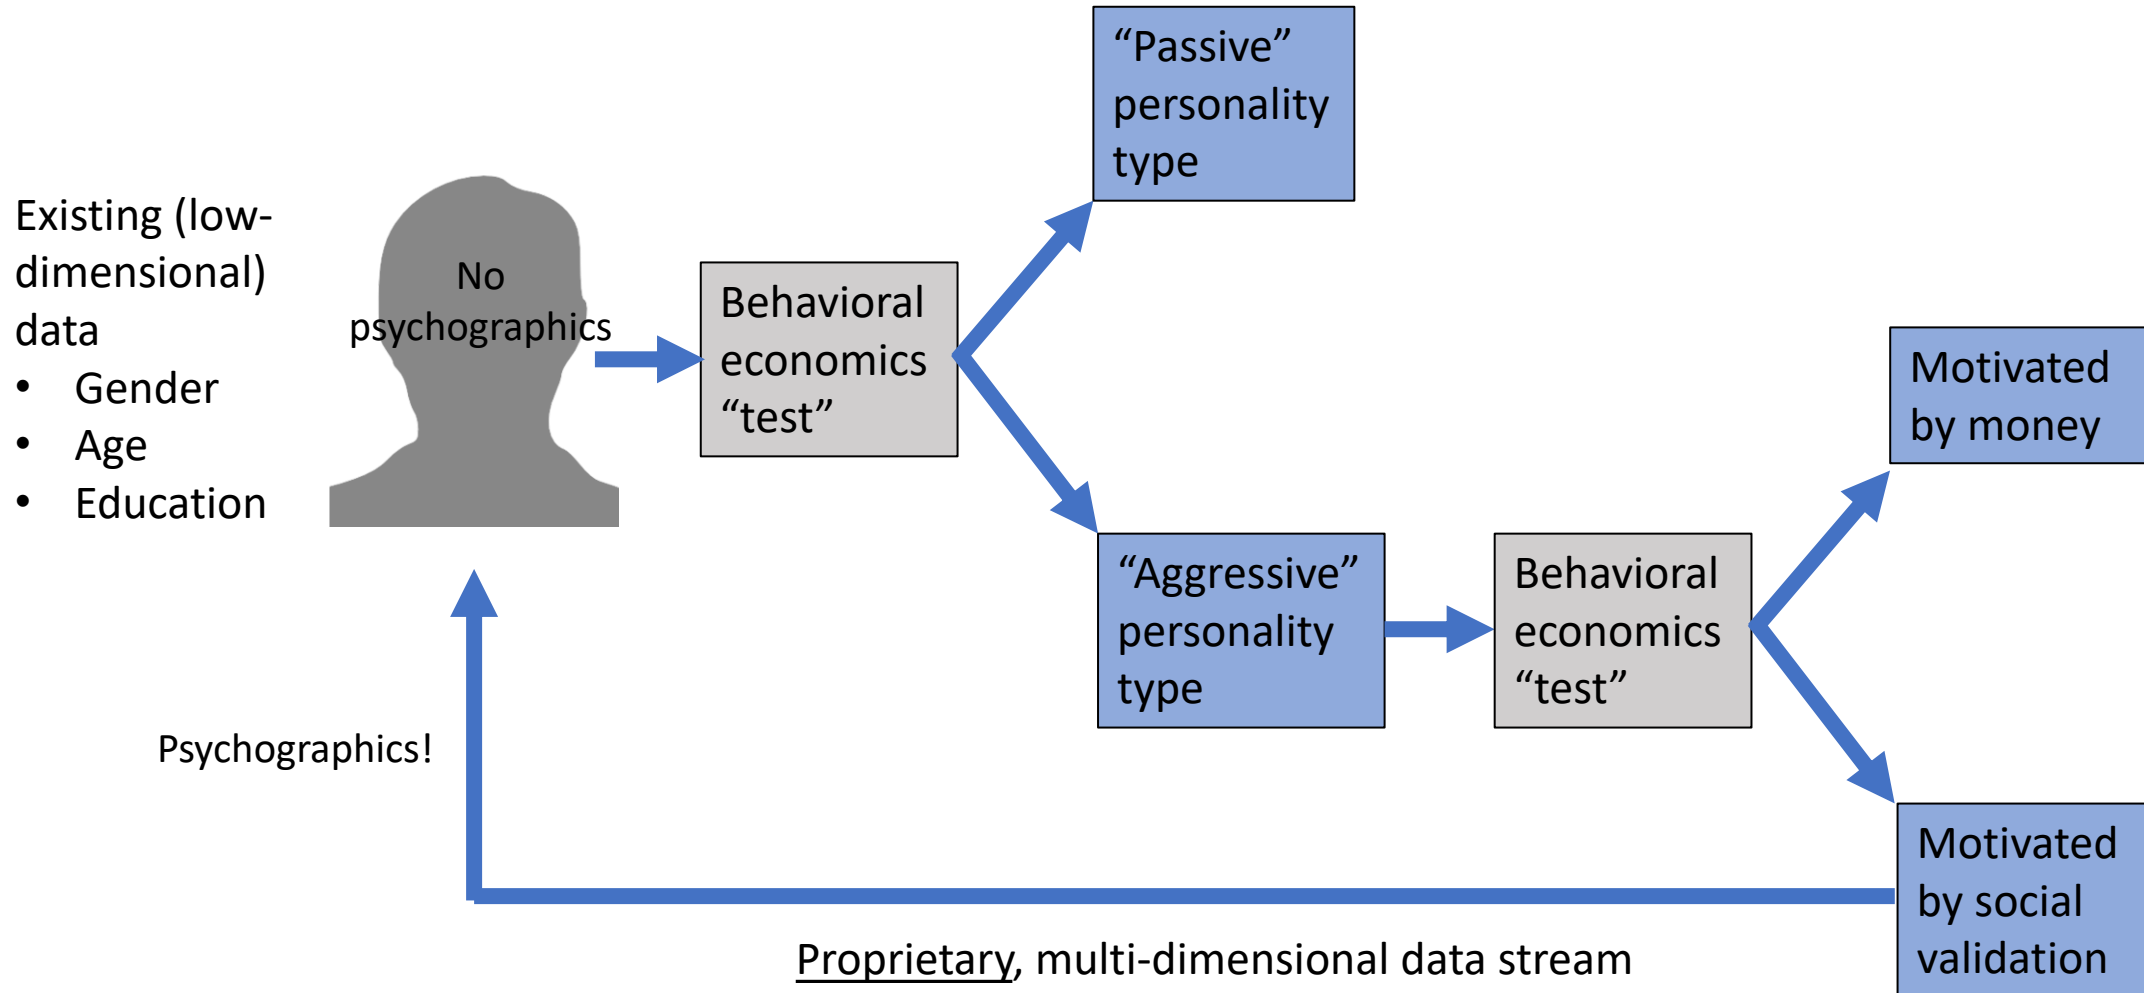 Existing (low-
dimensional)
data
• Gender
• Age
• Education
No
psychographics
Behavioral
economics
“test”
“Passive”
personality
type
“Aggressive”
personality
type
Behavioral
economics
“test”
Motivated
by money
Motivated
by social
validation
Psychographics!
Proprietary, multi-dimensional data stream